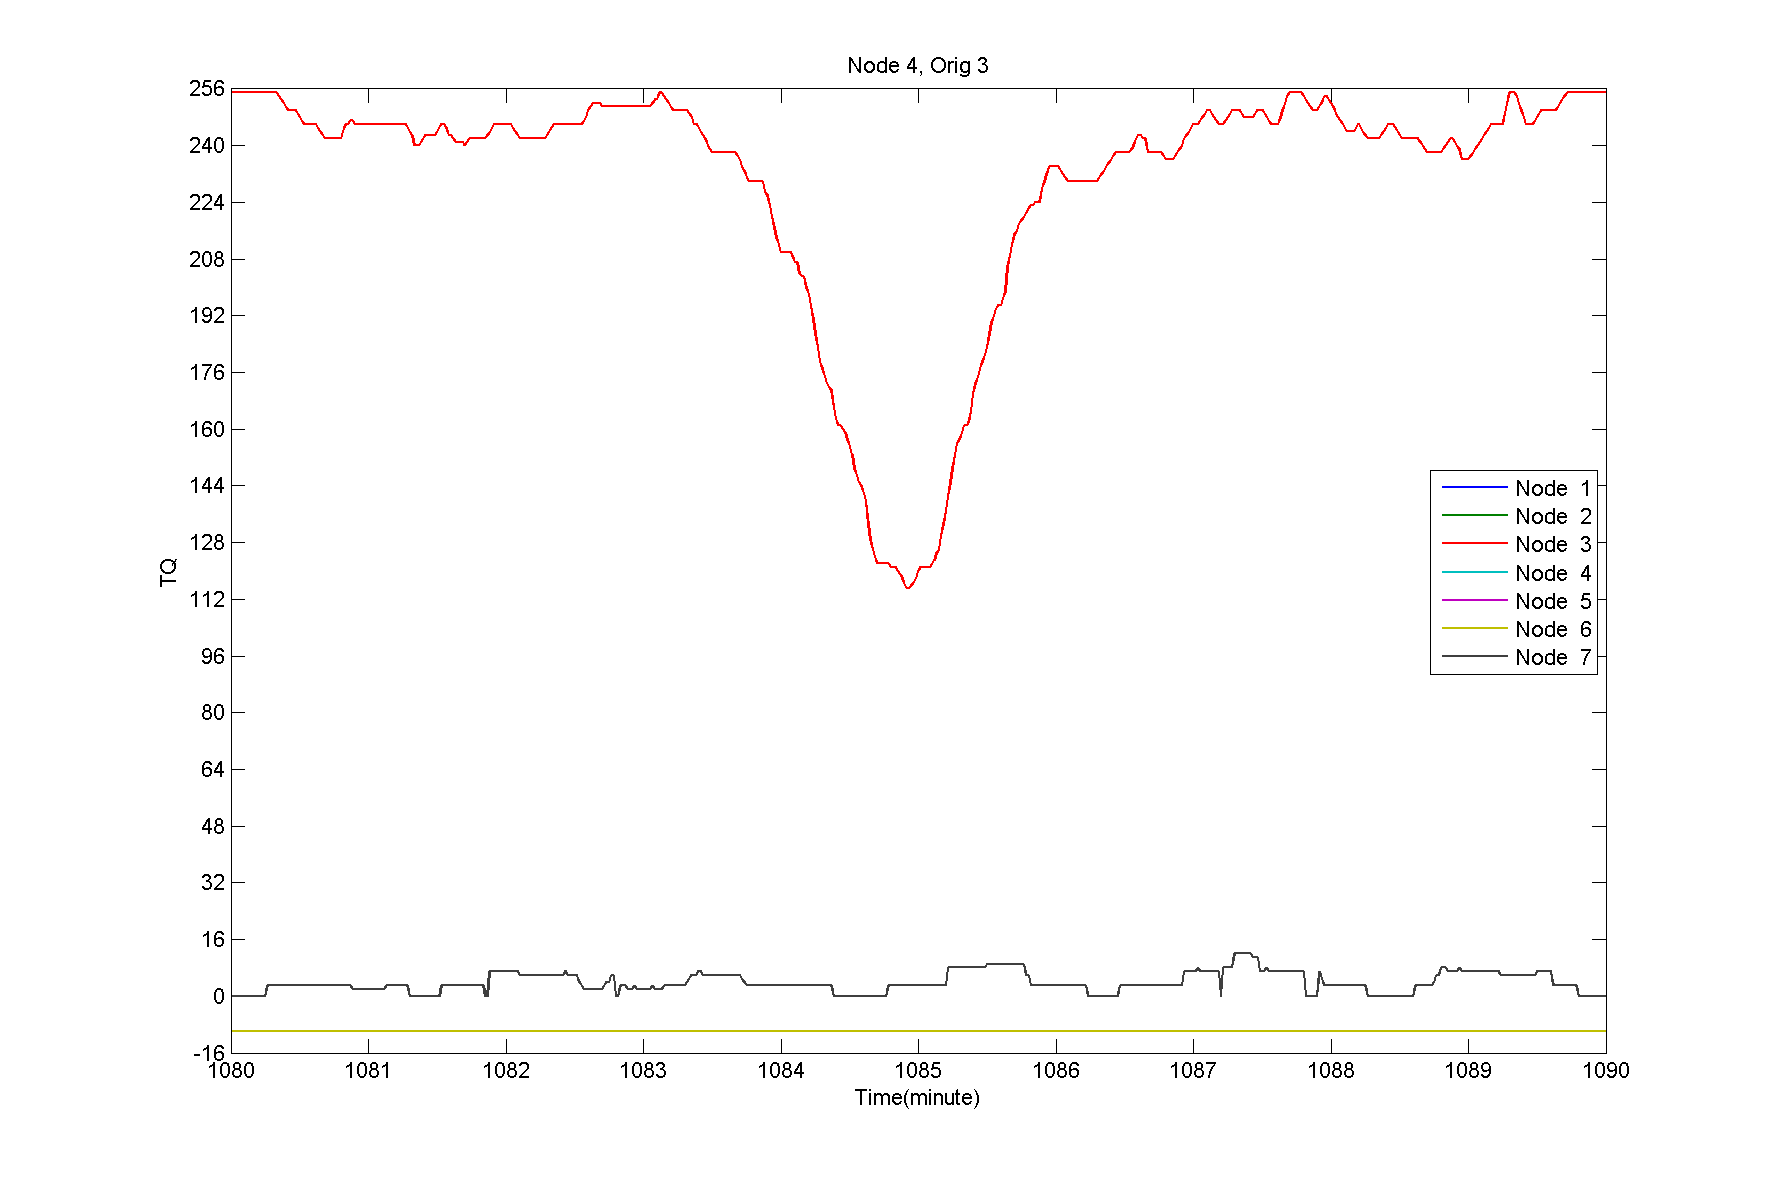 Node 4, Orig 3
256
240
224
208
192
176
160
144
128
112
96
80
64
48
32
16
0
-16
TQ
Node 1
Node 2
Node 3
Node 4
Node 5
Node 6
Node 7
1080 1081 1082 1083 1084 1085 1086 1087 1088 1089 1090
Time(minute)